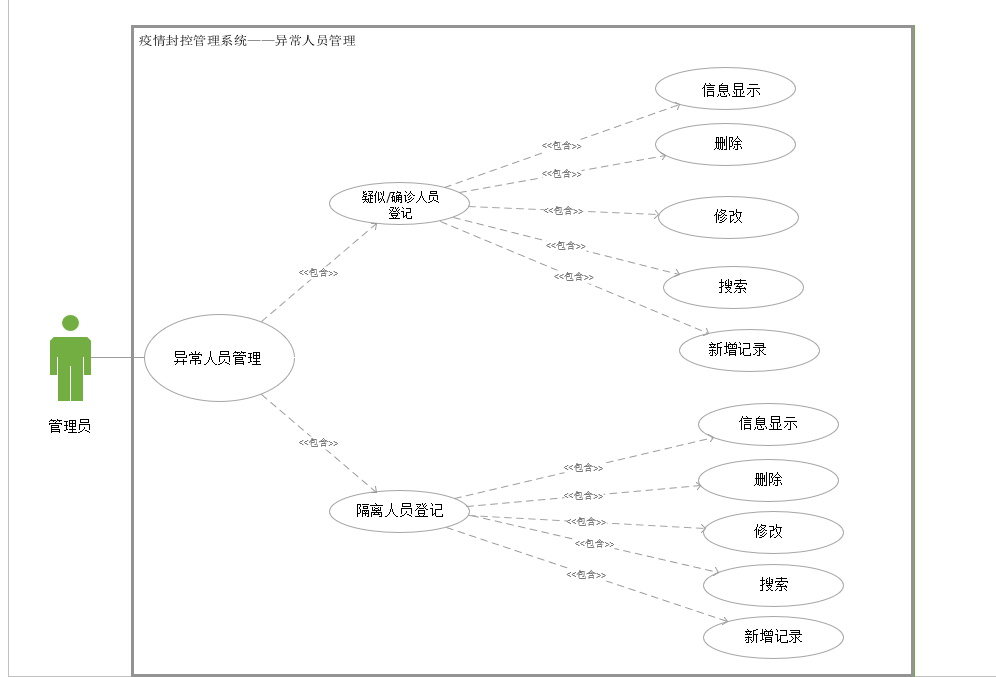 疫情封控管理系统——异常人员管理
信息显示
<<包含>>
删除
<<包含>>
疑似/确诊人员
登记
<<包含>>
修改
<<包含>>
<<包含>>
搜索
<<包含>>
新增记录
异常人员管理
管理员
<<包含>>
信息显示
<<包含>>
删除
<<包含>>
隔离人员登记
<<包含>>
修改
<<包含>>
<<包含>>
搜索
新增记录